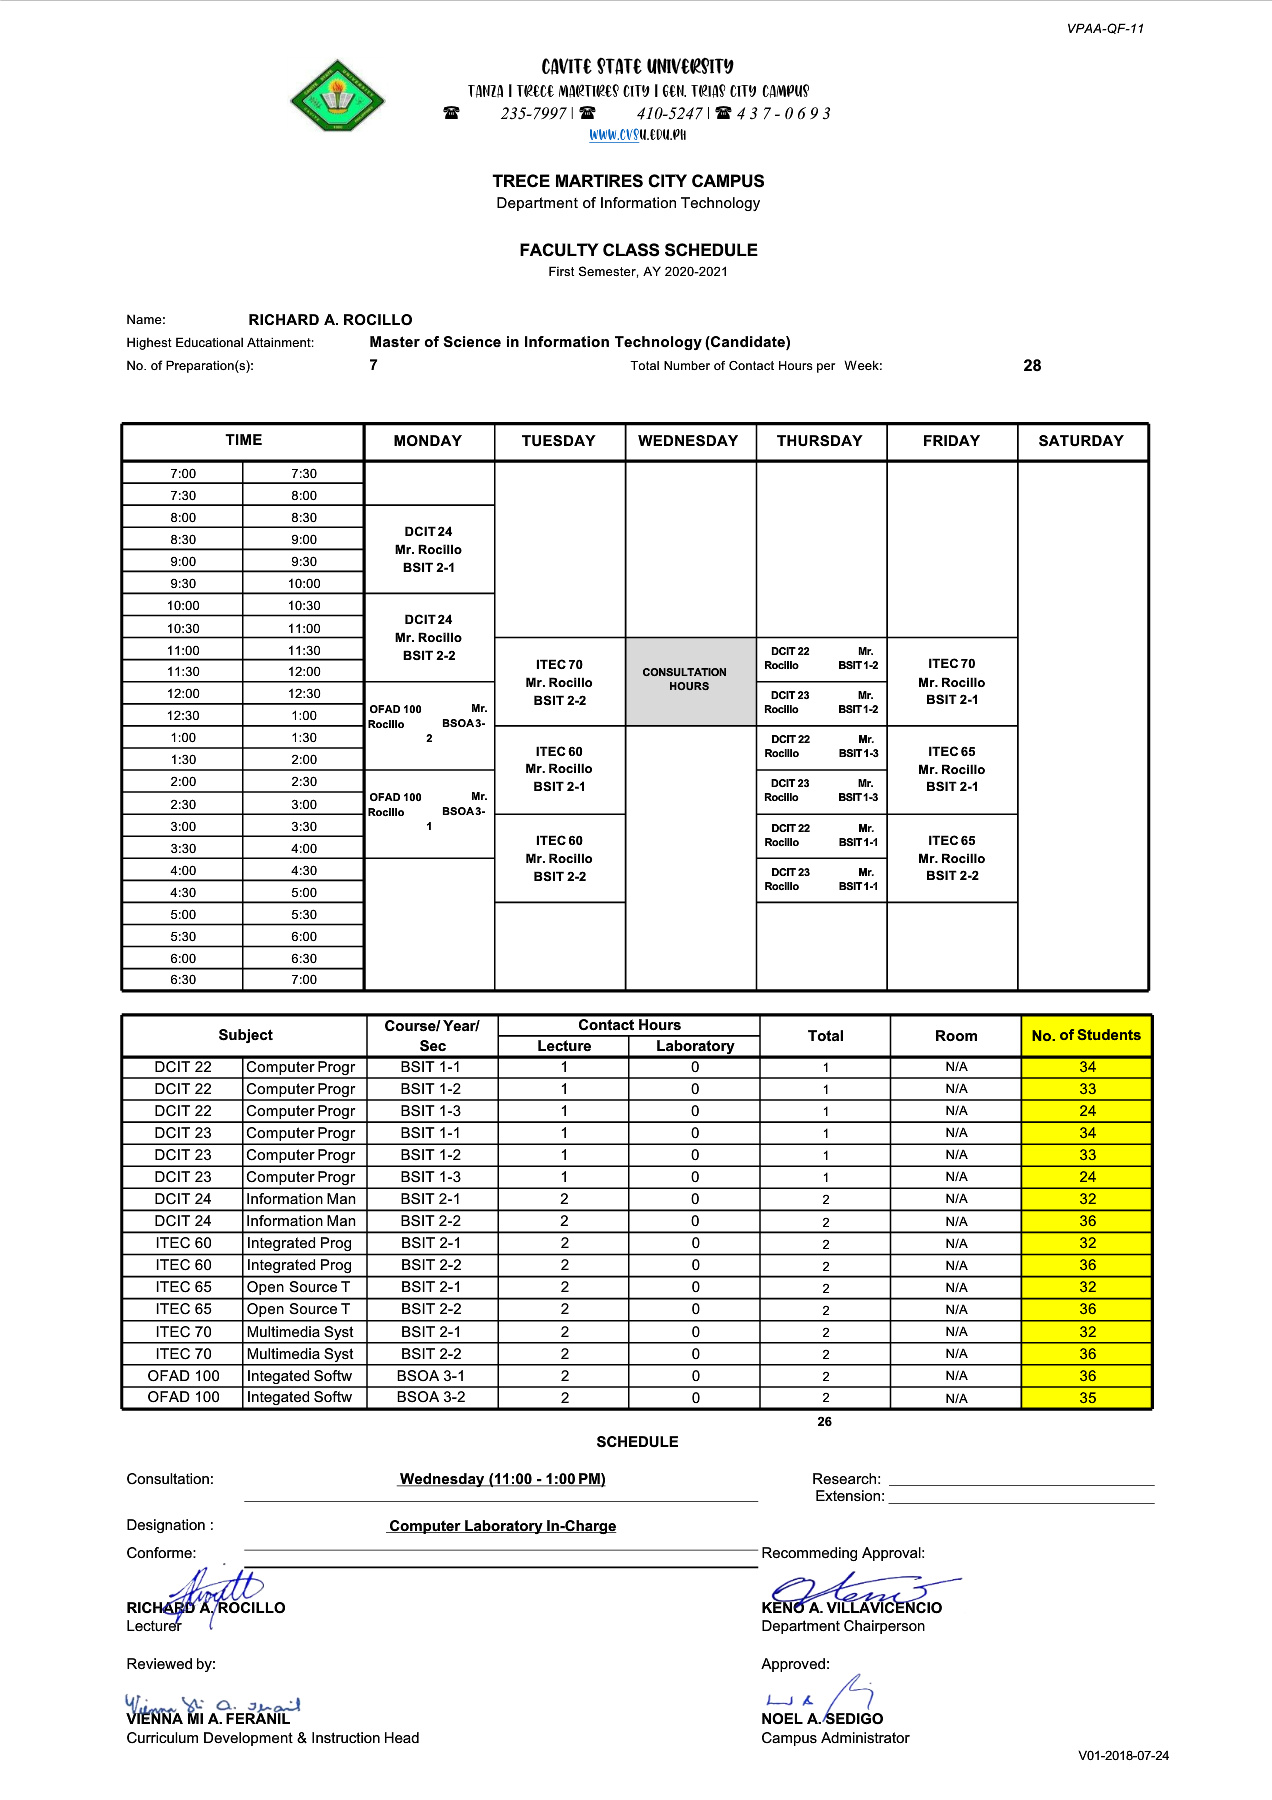 VPAA-QF-11
CAVITE STATE UNIVERSITY
TANZA | TRECE MARTIRES CITY | GEN. TRIAS CITY CAMPUS
☎ 235-7997 | ☎ 410-5247 | ☎ 4 3 7 - 0 6 9 3
WWW.CVSU.EDU.PH
TRECE MARTIRES CITY CAMPUS
Department of Information Technology
FACULTY CLASS SCHEDULE
First Semester, AY 2020-2021
Name: RICHARD A. ROCILLO
Highest Educational Attainment: Master of Science in Information Technology (Candidate)
No. of Preparation(s): 7 Total Number of Contact Hours per Week: 28
TIME MONDAY TUESDAY WEDNESDAY THURSDAY FRIDAY SATURDAY
7:00 7:30
7:30 8:00
8:00 8:30
8:30 9:00
9:00 9:30
9:30 10:00
10:00 10:30
10:30 11:00
11:00 11:30
11:30 12:00
12:00 12:30
12:30 1:00
1:00 1:30
1:30 2:00
2:00 2:30
2:30 3:00
3:00 3:30
3:30 4:00
4:00 4:30
4:30 5:00
5:00 5:30
5:30 6:00
6:00 6:30
6:30 7:00
DCIT 24
Mr. Rocillo
BSIT 2-1
DCIT 24
Mr. Rocillo
BSIT 2-2
OFAD 100 Mr.
Rocillo BSOA 3-
2
OFAD 100 Mr.
Rocillo BSOA 3-
1
ITEC 70
Mr. Rocillo
BSIT 2-2
ITEC 60
Mr. Rocillo
BSIT 2-1
ITEC 60
Mr. Rocillo
BSIT 2-2
CONSULTATION
HOURS
DCIT 22 Mr.
Rocillo BSIT 1-2
DCIT 23 Mr.
Rocillo BSIT 1-2
DCIT 22 Mr.
Rocillo BSIT 1-3
DCIT 23 Mr.
Rocillo BSIT 1-3
DCIT 22 Mr.
Rocillo BSIT 1-1
DCIT 23 Mr.
Rocillo BSIT 1-1
ITEC 70
Mr. Rocillo
BSIT 2-1
ITEC 65
Mr. Rocillo
BSIT 2-1
ITEC 65
Mr. Rocillo
BSIT 2-2
Subject Course/ Year/ Sec Contact Hours Total Room No. of Students
Lecture Laboratory
DCIT 22 Computer Progr BSIT 1-1 1 0 1 N/A 34
DCIT 22 Computer Progr BSIT 1-2 1 0 1 N/A 33
DCIT 22 Computer Progr BSIT 1-3 1 0 1 N/A 24
DCIT 23 Computer Progr BSIT 1-1 1 0 1 N/A 34
DCIT 23 Computer Progr BSIT 1-2 1 0 1 N/A 33
DCIT 23 Computer Progr BSIT 1-3 1 0 1 N/A 24
DCIT 24 Information Man BSIT 2-1 2 0 2 N/A 32
DCIT 24 Information Man BSIT 2-2 2 0 2 N/A 36
ITEC 60 Integrated Prog BSIT 2-1 2 0 2 N/A 32
ITEC 60 Integrated Prog BSIT 2-2 2 0 2 N/A 36
ITEC 65 Open Source T BSIT 2-1 2 0 2 N/A 32
ITEC 65 Open Source T BSIT 2-2 2 0 2 N/A 36
ITEC 70 Multimedia Syst BSIT 2-1 2 0 2 N/A 32
ITEC 70 Multimedia Syst BSIT 2-2 2 0 2 N/A 36
OFAD 100 Integated Softw BSOA 3-1 2 0 2 N/A 36
OFAD 100 Integated Softw BSOA 3-2 2 0 2 N/A 35
26
SCHEDULE
Consultation: Wednesday (11:00 - 1:00 PM) Research:
Extension:
Designation : Computer Laboratory In-Charge
Conforme: Recommeding Approval:
RICHARD A. ROCILLO KENO A. VILLAVICENCIO
Lecturer Department Chairperson
Reviewed by: Approved:
Vienna Mi A. Feranil
VIENNA MI A. FERANIL NOEL A. SEDIGO
Curriculum Development & Instruction Head Campus Administrator
V01-2018-07-24